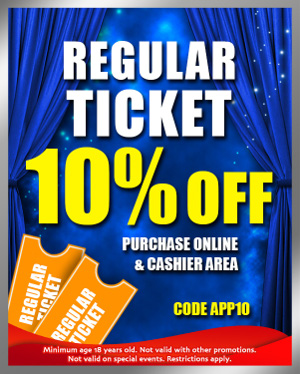 REGULAR
TICKET
10% OFF
PURCHASE ONLINE
& CASHIER AREA
REGULAR
TICKET
REGULAR
TICKET
CODE APP10
Minimum age 18 years old. Not valid with other promotions.
Not valid on special events. Restrictions apply.